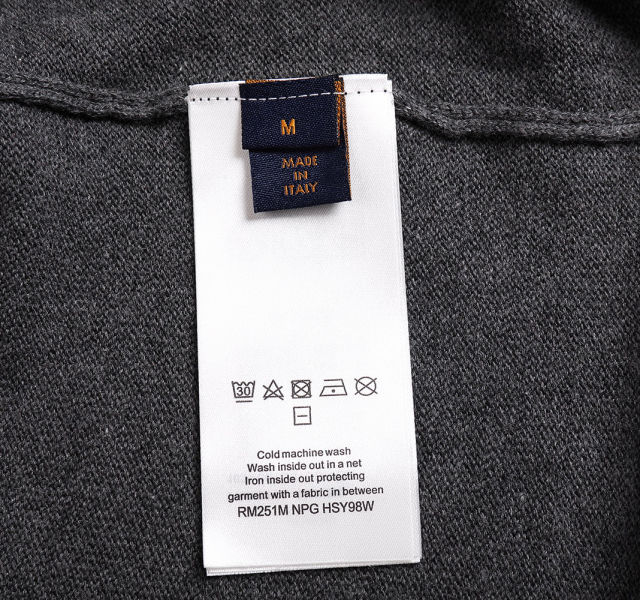 M
MADE
IN
ITALY
30
Cold machine wash
Wash inside out in a net
Iron inside out protecting
garment with a fabric in between
RM251M NPG HSY98W